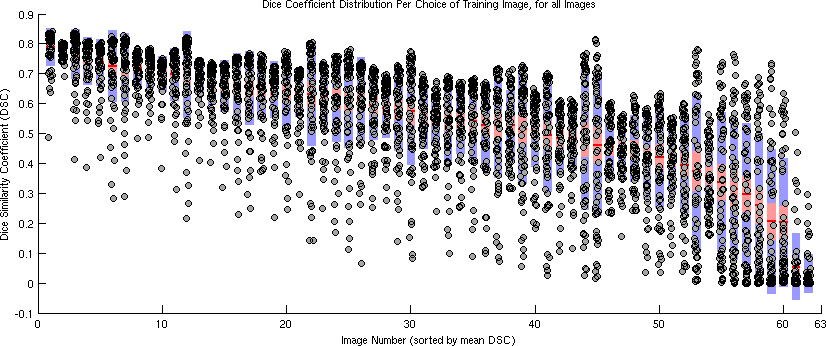 Dice Coefficient Distribution Per Choice of Training Image, for all Images
0.9
0.8
0.7
0.6
0.5
0.4
0.3
0.2
0.1
0
-0.1
Dice Similarity Coefficient (DSC)
0 10 20 30 40 50 60 63
Image Number (sorted by mean DSC)